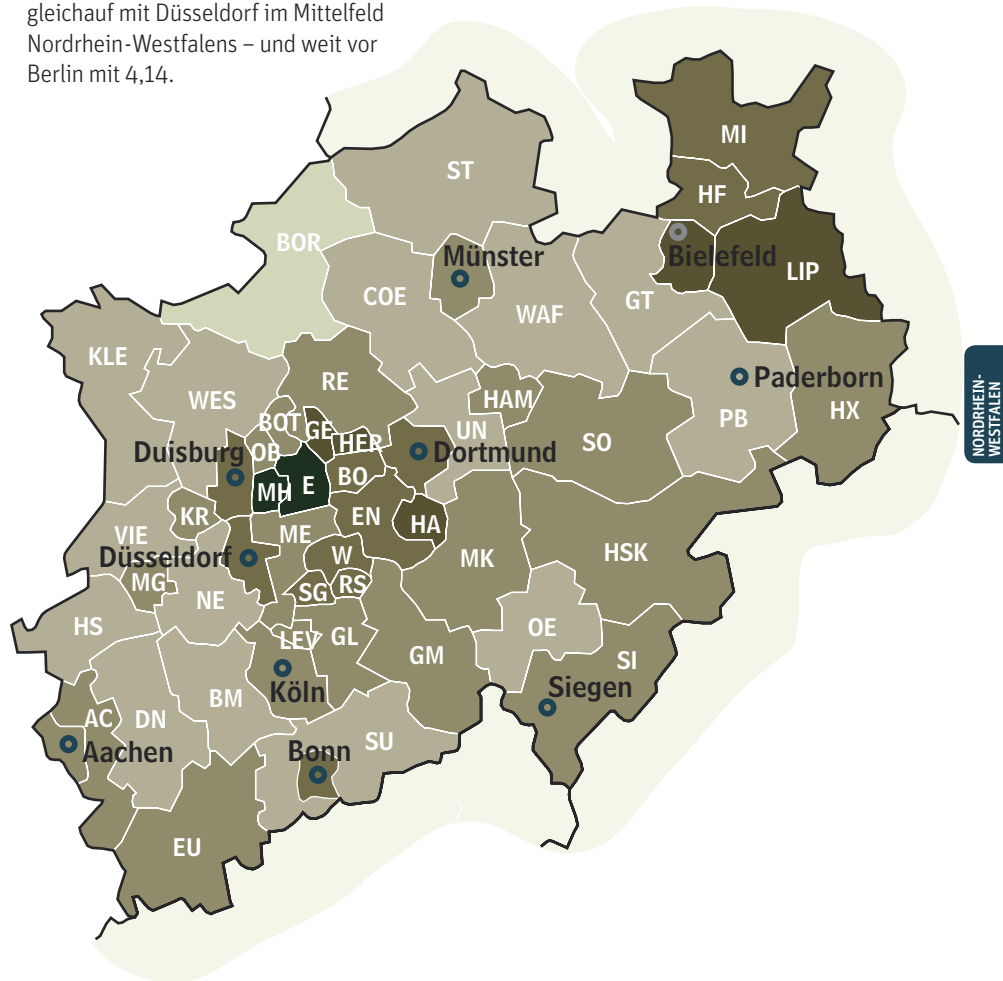 gleichauf mit Düsseldorf im Mittelfeld
Nordrhein-Westfalens – und weit vor
Berlin mit 4,14.
MI
ST
HF
BOR
Münster
Bielefeld
LIP
COE
GT
WAF
KLE
RE
Paderborn
WES
HAM
HX
BOT
GE
UN
PB
HER
SO
Duisburg
OB
Dortmund
BO
MH
E
KR
EN
HA
VIE
ME
Düsseldorf
W
MK
HSK
MG
SG
RS
NE
HS
LEV
GL
OE
GM
SI
Köln
Siegen
BM
AC
DN
Aachen
Bonn
SU
EU
NORDRHEIN-
WESTFALEN